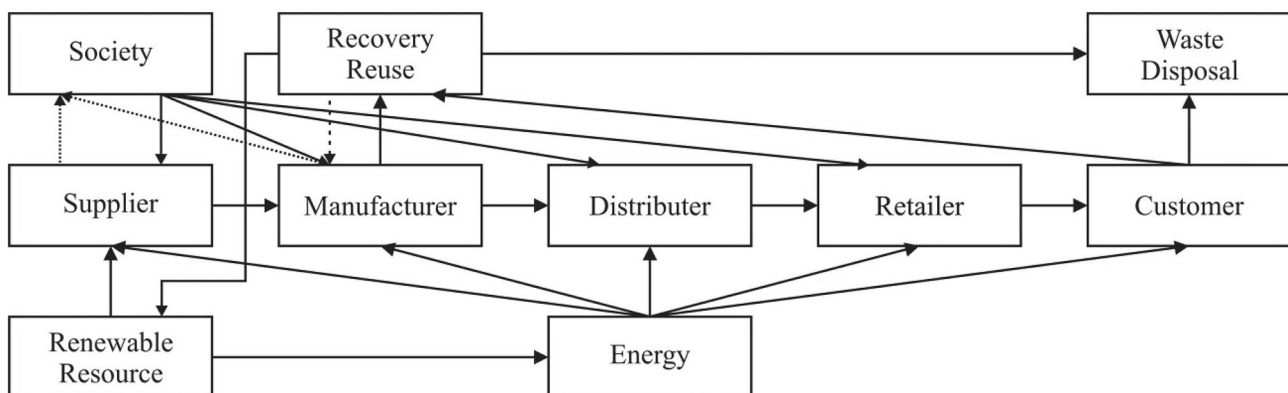 Society
Recovery
Reuse
Waste
Disposal
Supplier
Manufacturer
Distributer
Retailer
Customer
Renewable
Resource
Energy